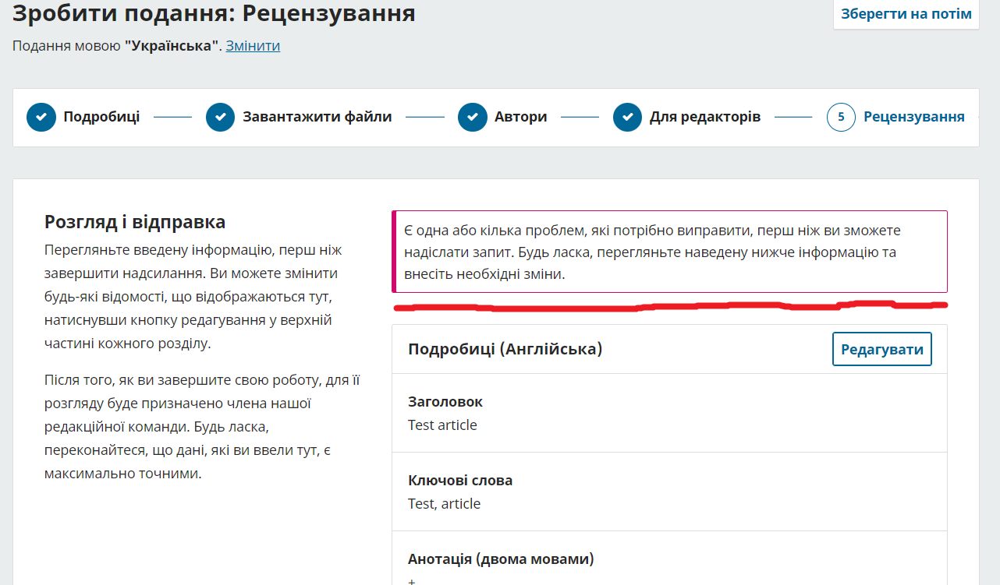 Зробити подання: Рецензування
Зберегти на потім
Подання мовою "Українська". Змінити
Подробиці
Завантажити файли
Автори
Для редакторів
5 Рецензування
Розгляд і відправка
Перегляньте введену інформацію, перш ніж
завершити надсилання. Ви можете змінити
будь-які відомості, що відображаються тут,
натиснувши кнопку редагування у верхній
частині кожного розділу.
Після того, як ви завершите свою роботу, для її
розгляду буде призначено члена нашої
редакційної команди. Будь ласка,
переконайтеся, що дані, які ви ввели тут, є
максимально точними.
Є одна або кілька проблем, які потрібно виправити, перш ніж ви зможете
надіслати запит. Будь ласка, перегляньте наведену нижче інформацію та
внесіть необхідні зміни.
Подробиці (Англійська)
Редагувати
Заголовок
Test article
Ключові слова
Test, article
Анотація (двома мовами)
+